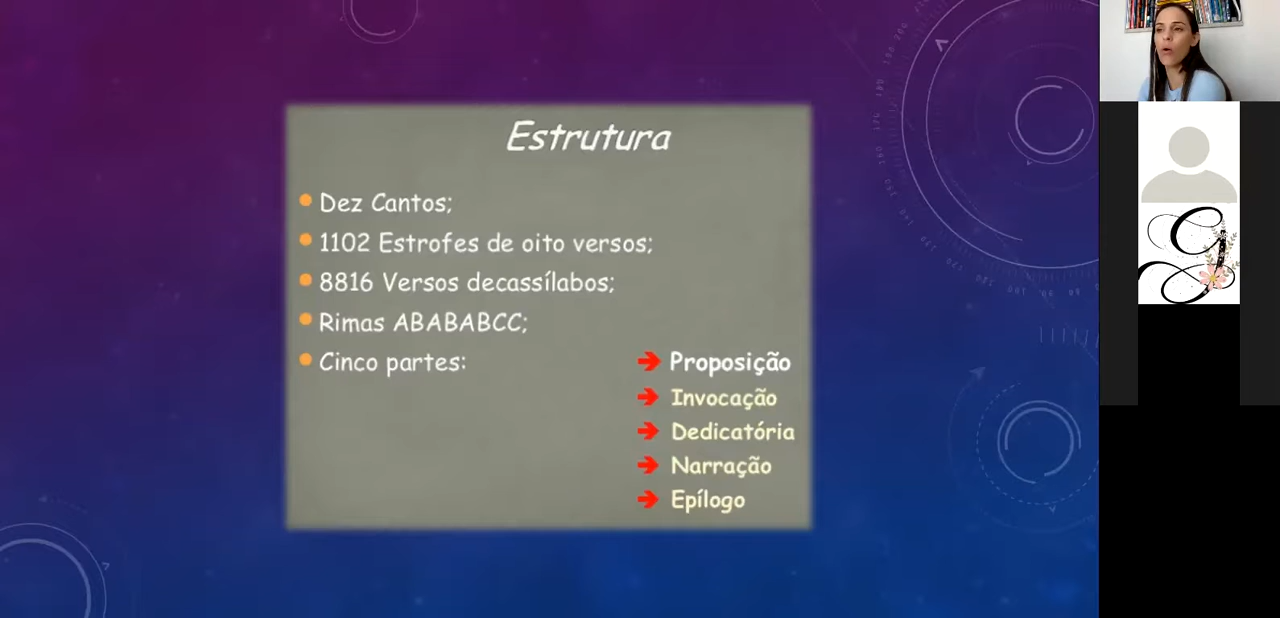 Estrutura
Dez Cantos;
1102 Estrofes de oito versos;
8816 Versos decassílabos;
Rimas ABABABCC;
Cinco partes:
➔ Proposição
➔ Invocação
➔ Dedicatória
➔ Narração
➔ Epílogo